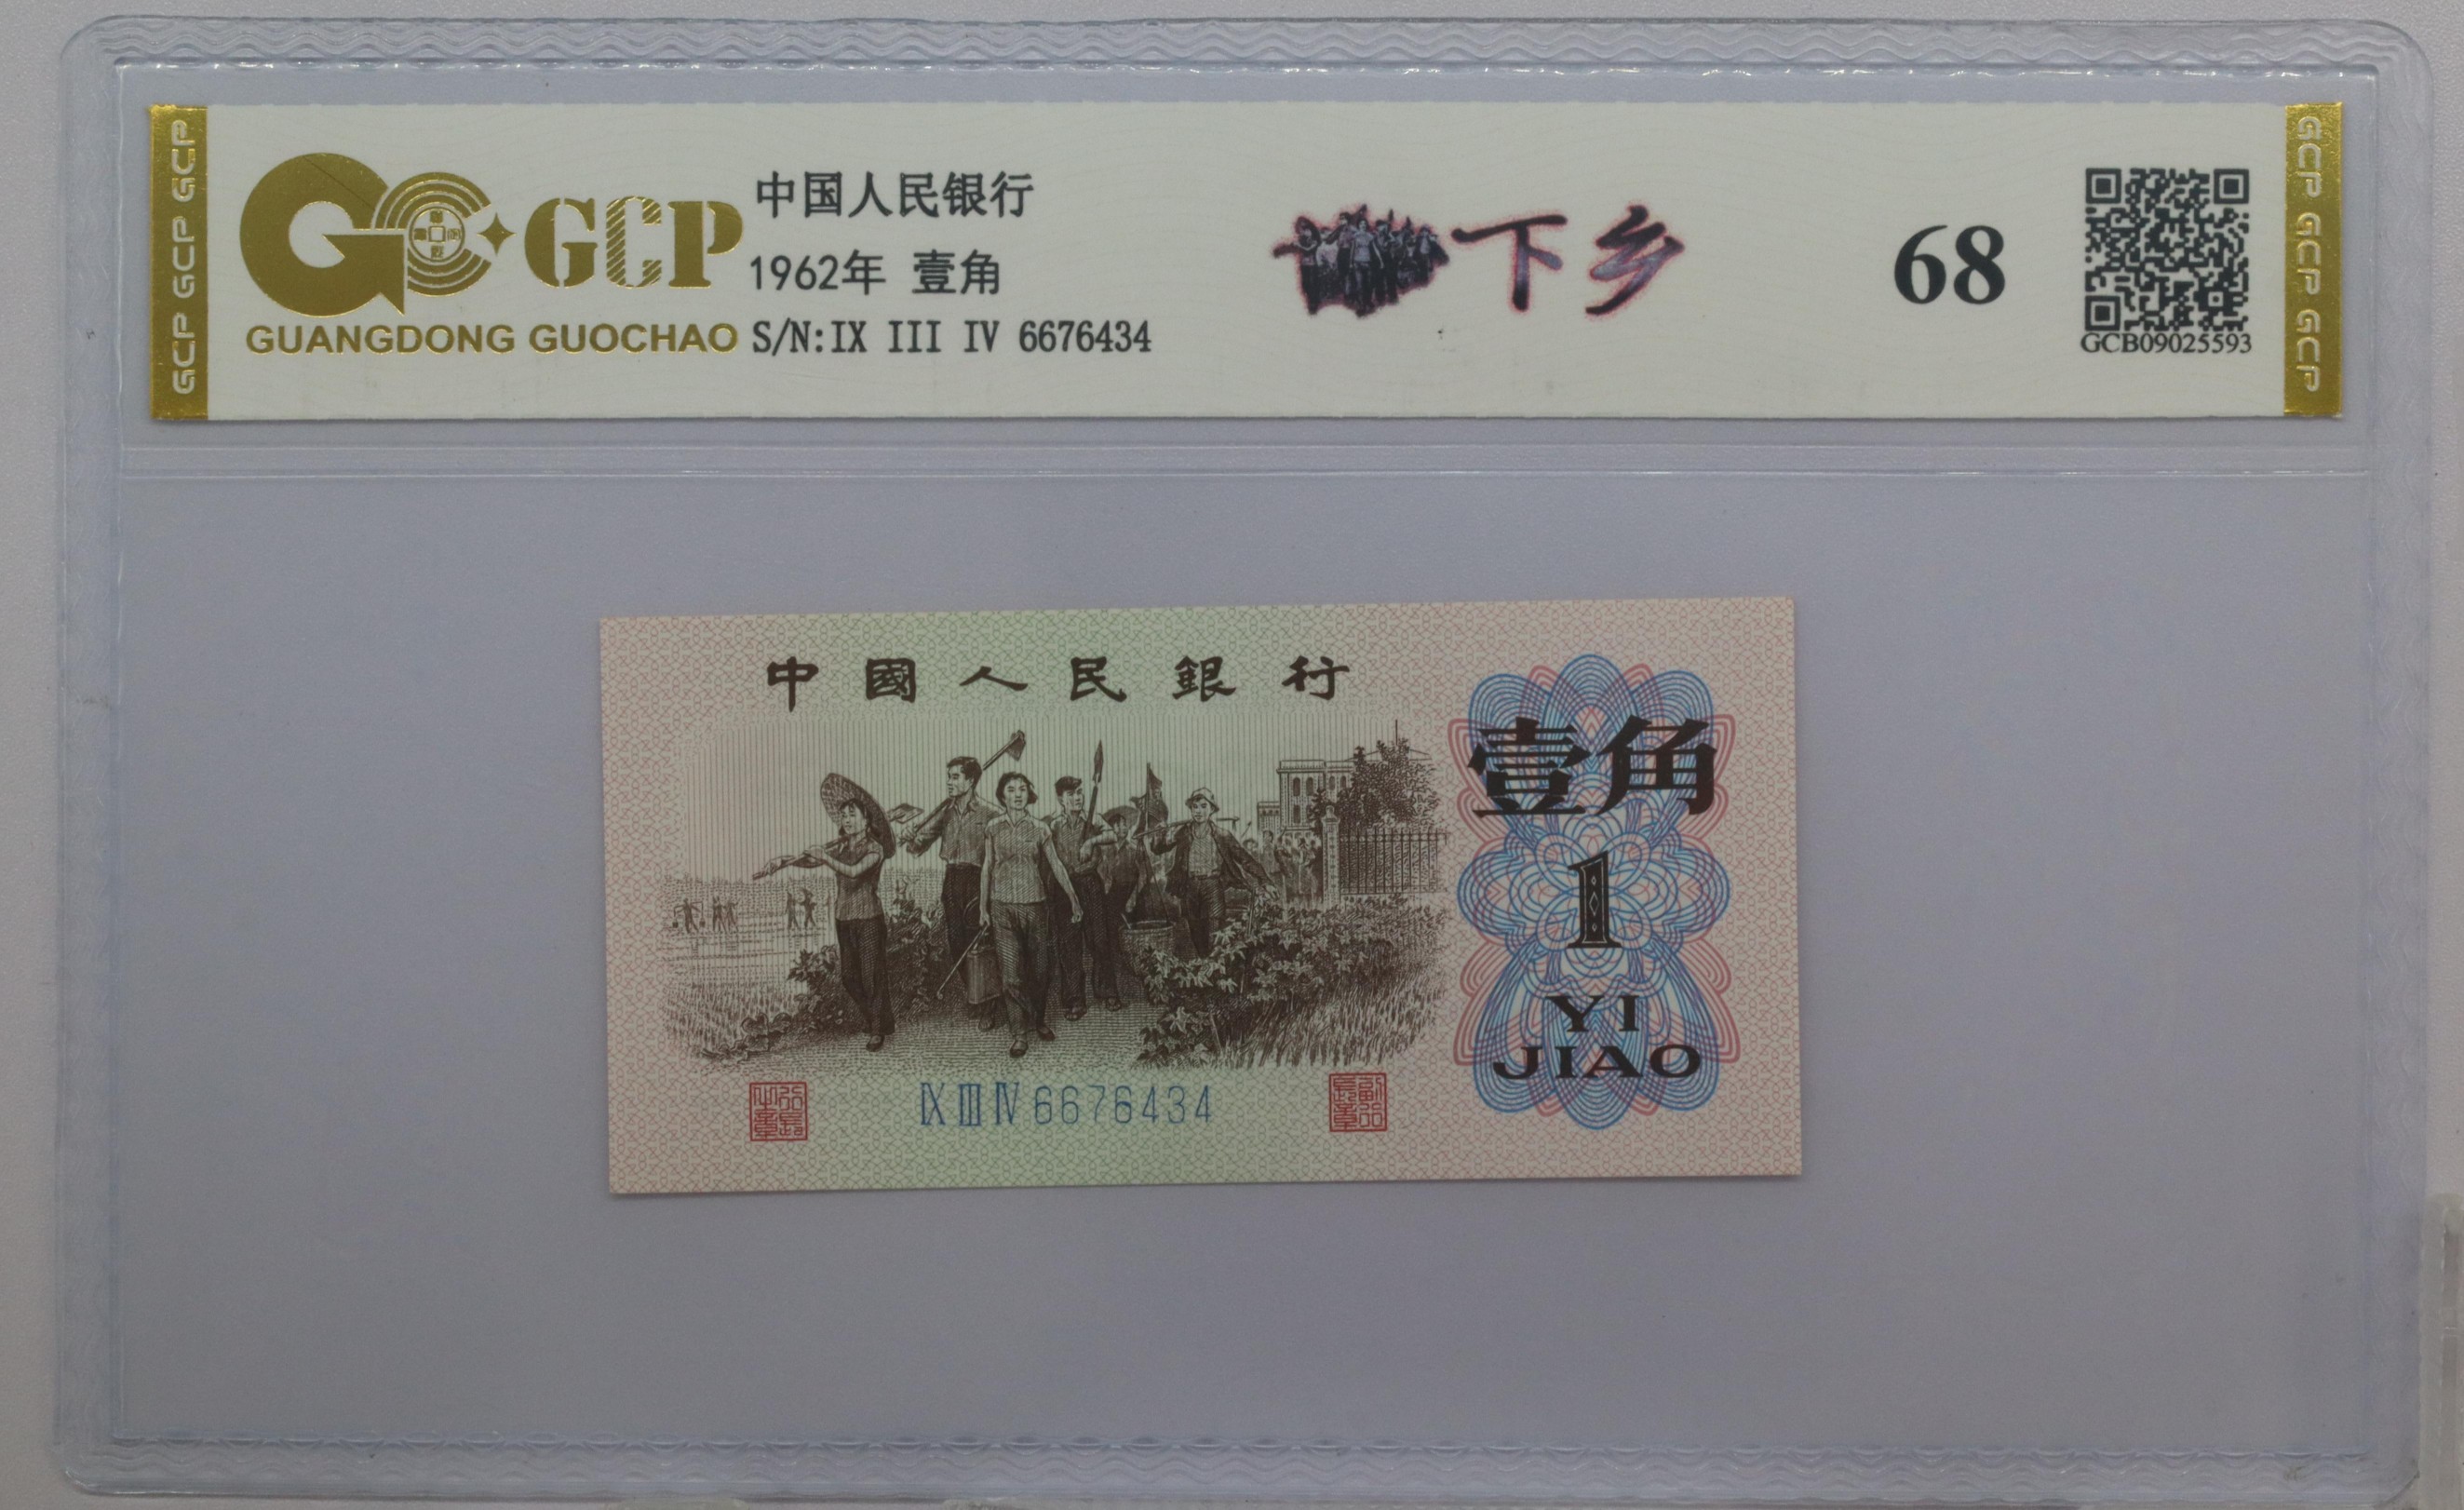 GCP GCP GCP
GCP
GUANGDONG GUOCHAO
中国人民银行
1962年 壹角
S/N:IX III IV 6676434
下乡
68
GCB09025593
GCP GCP GCP
中國人民銀行
壹角
1
YI
JIAO
IX III IV 6676434